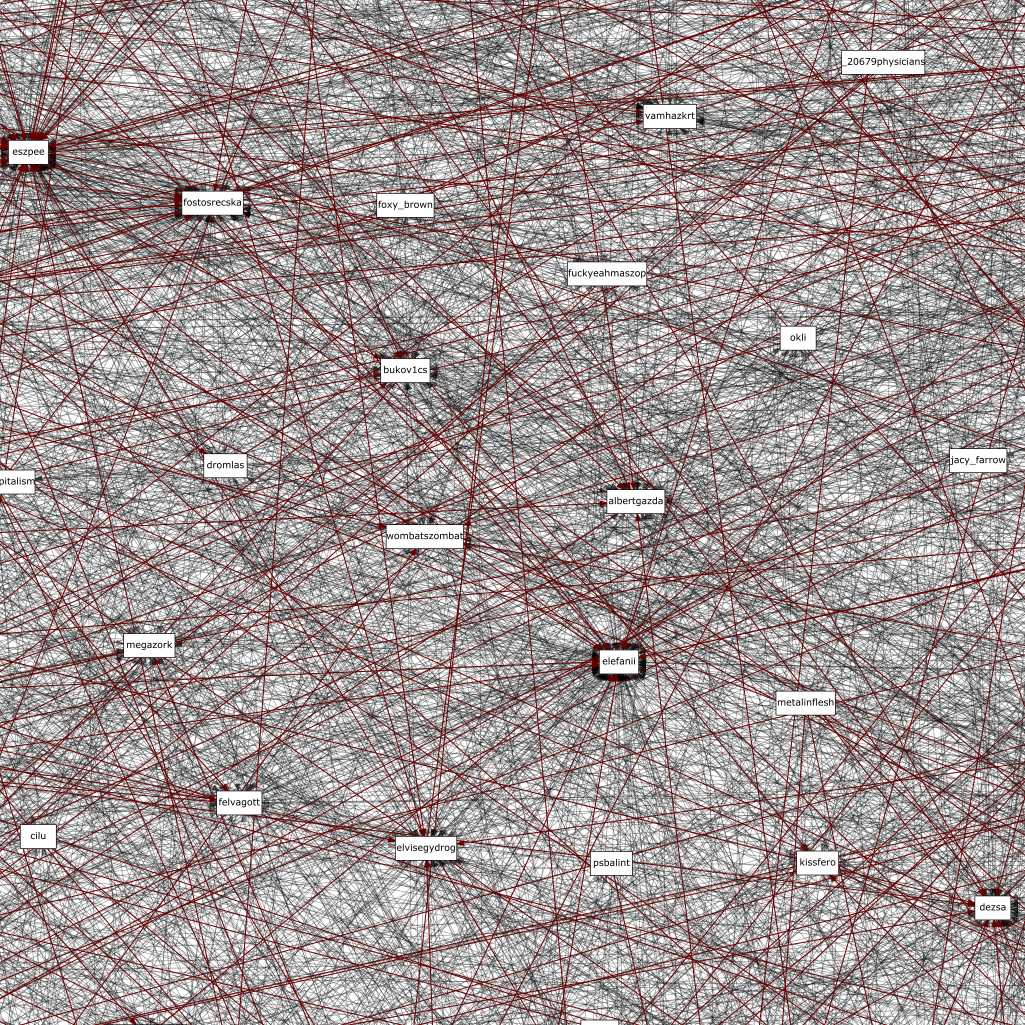 _20679physicians
vamhazkrt
eszpee
fostosrecska
foxy_brown
fuckyeahmaszop
okli
bukov1cs
jacy_farrow
dromlas
pitalism
albertgazda
wombatszombat
megazork
elefanii
metalinflesh
felvagott
cilu
elvisegydrog
psbalint
kissfero
dezsa